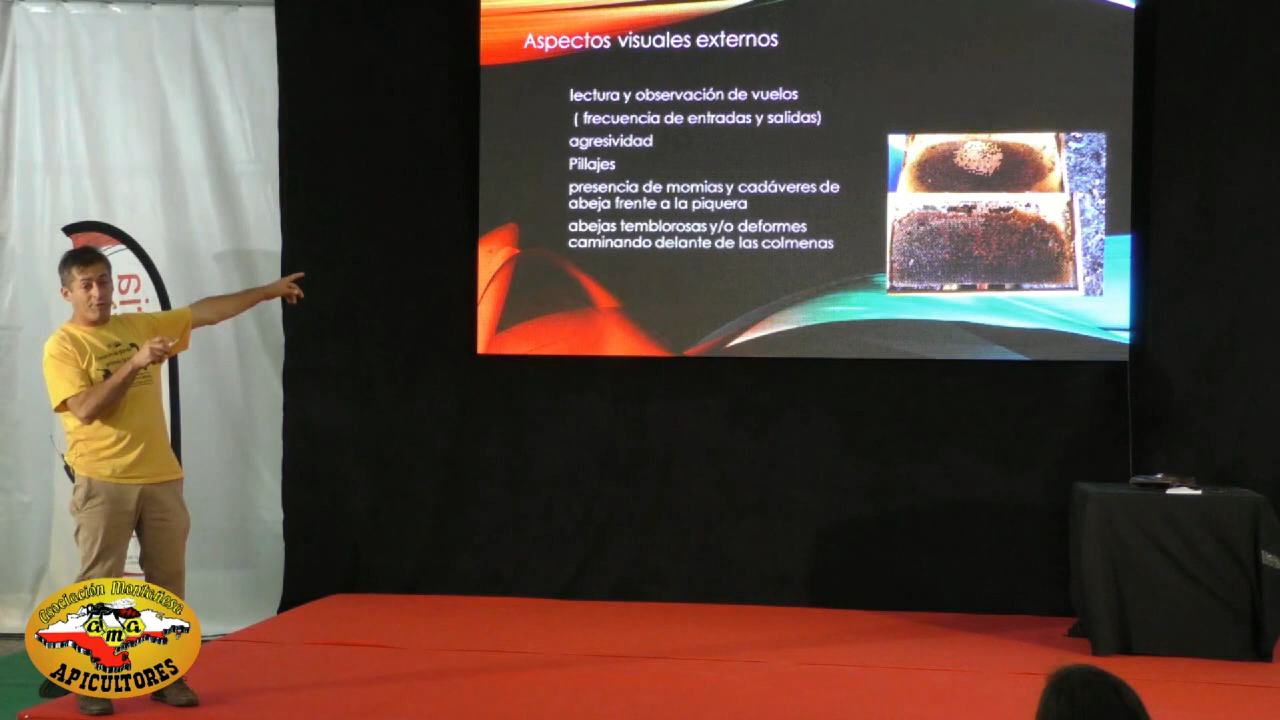 Aspectos visuales externos
lectura y observación de vuelos
( frecuencia de entradas y salidas)
agresividad
Pillajes
presencia de momias y cadáveres de
abeja frente a la piquera
abejas temblorosas y/o deformes
caminando delante de las colmenas
Asociación Montañesa
ama
APICULTORES